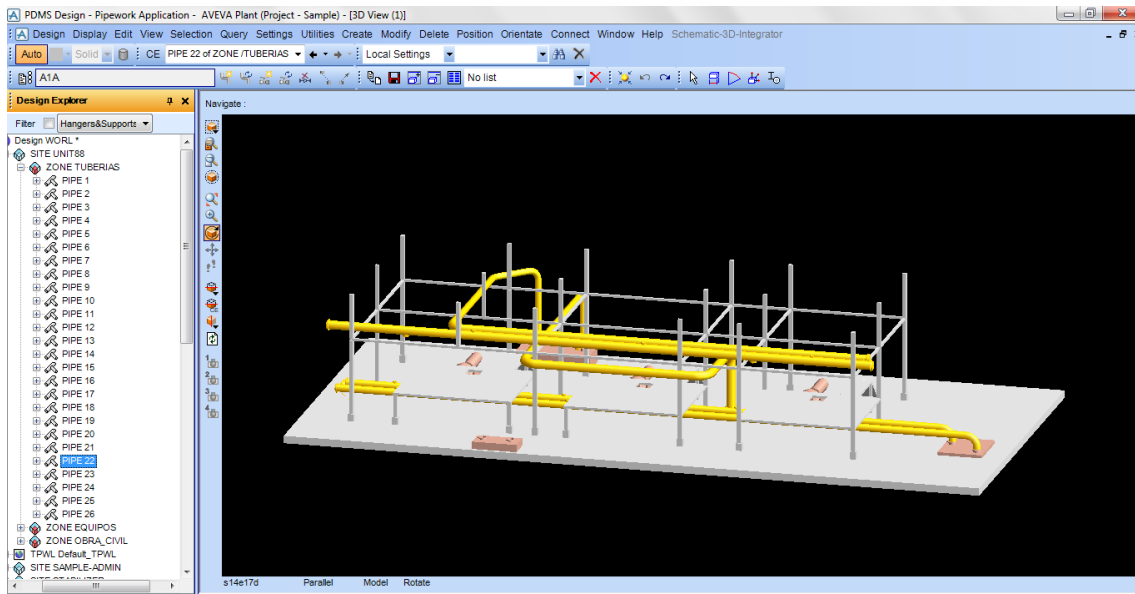 PDMS Design - Pipework Application - AVEVA Plant (Project - Sample) - [3D View (1)]
Design Display Edit View Selection Query Settings Utilities Create Modify Delete Position Orientate Connect Window Help Schematic-3D-Integrator
Auto Solid CE PIPE 22 of ZONE /TUBERIAS Local Settings
A1A No list
Design Explorer
Navigate :
Filter Hangers&Supports
Design WORL *
SITE UNIT88
ZONE TUBERIAS
PIPE 1
PIPE 2
PIPE 3
PIPE 4
PIPE 5
PIPE 6
PIPE 7
PIPE 8
PIPE 9
PIPE 10
PIPE 11
PIPE 12
PIPE 13
PIPE 14
PIPE 15
PIPE 16
PIPE 17
PIPE 18
PIPE 19
PIPE 20
PIPE 21
PIPE 22
PIPE 23
PIPE 24
PIPE 25
PIPE 26
ZONE EQUIPOS
ZONE OBRA_CIVIL
TPWL Default_TPWL
SITE SAMPLE-ADMIN
1
2
3
4
s14e17d Parallel Model Rotate